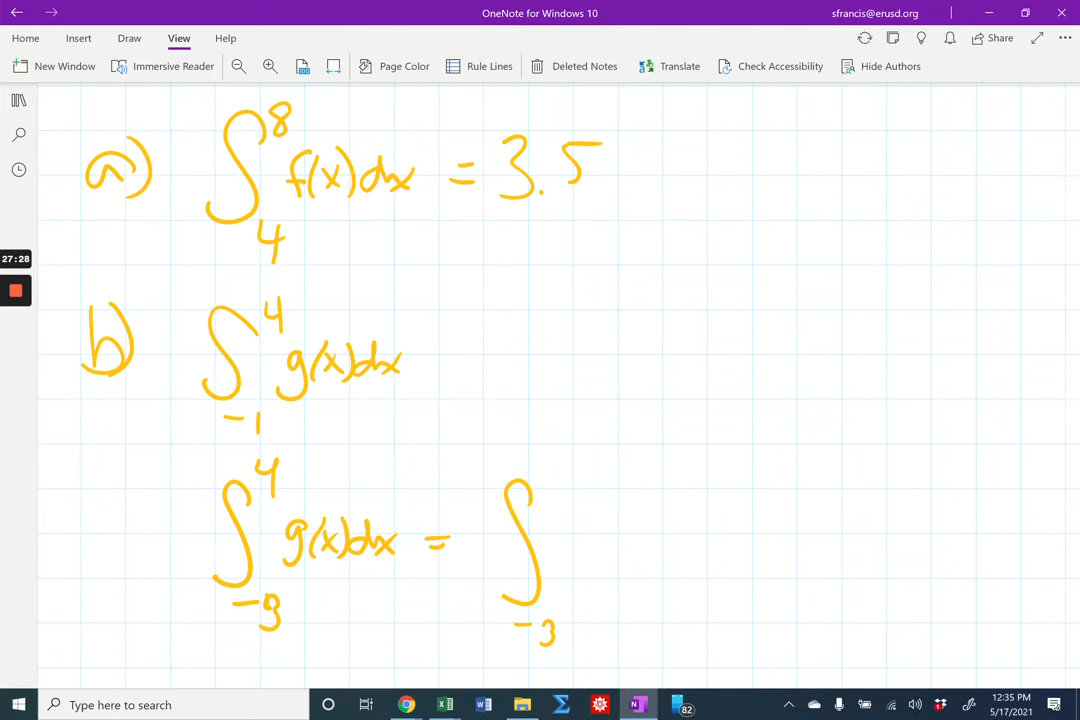 OneNote for Windows 10
sfrancis@erusd.org
Home Insert Draw View Help
Share
New Window Immersive Reader Page Color Rule Lines Deleted Notes Translate Check Accessibility Hide Authors
27:28
a) ∫₄⁸ f(x)dx = 3.5
b) ∫₋₁⁴ g(x)dx
∫₋₃⁴ g(x)dx = ∫₋₃
Type here to search
82
12:35 PM
5/17/2021